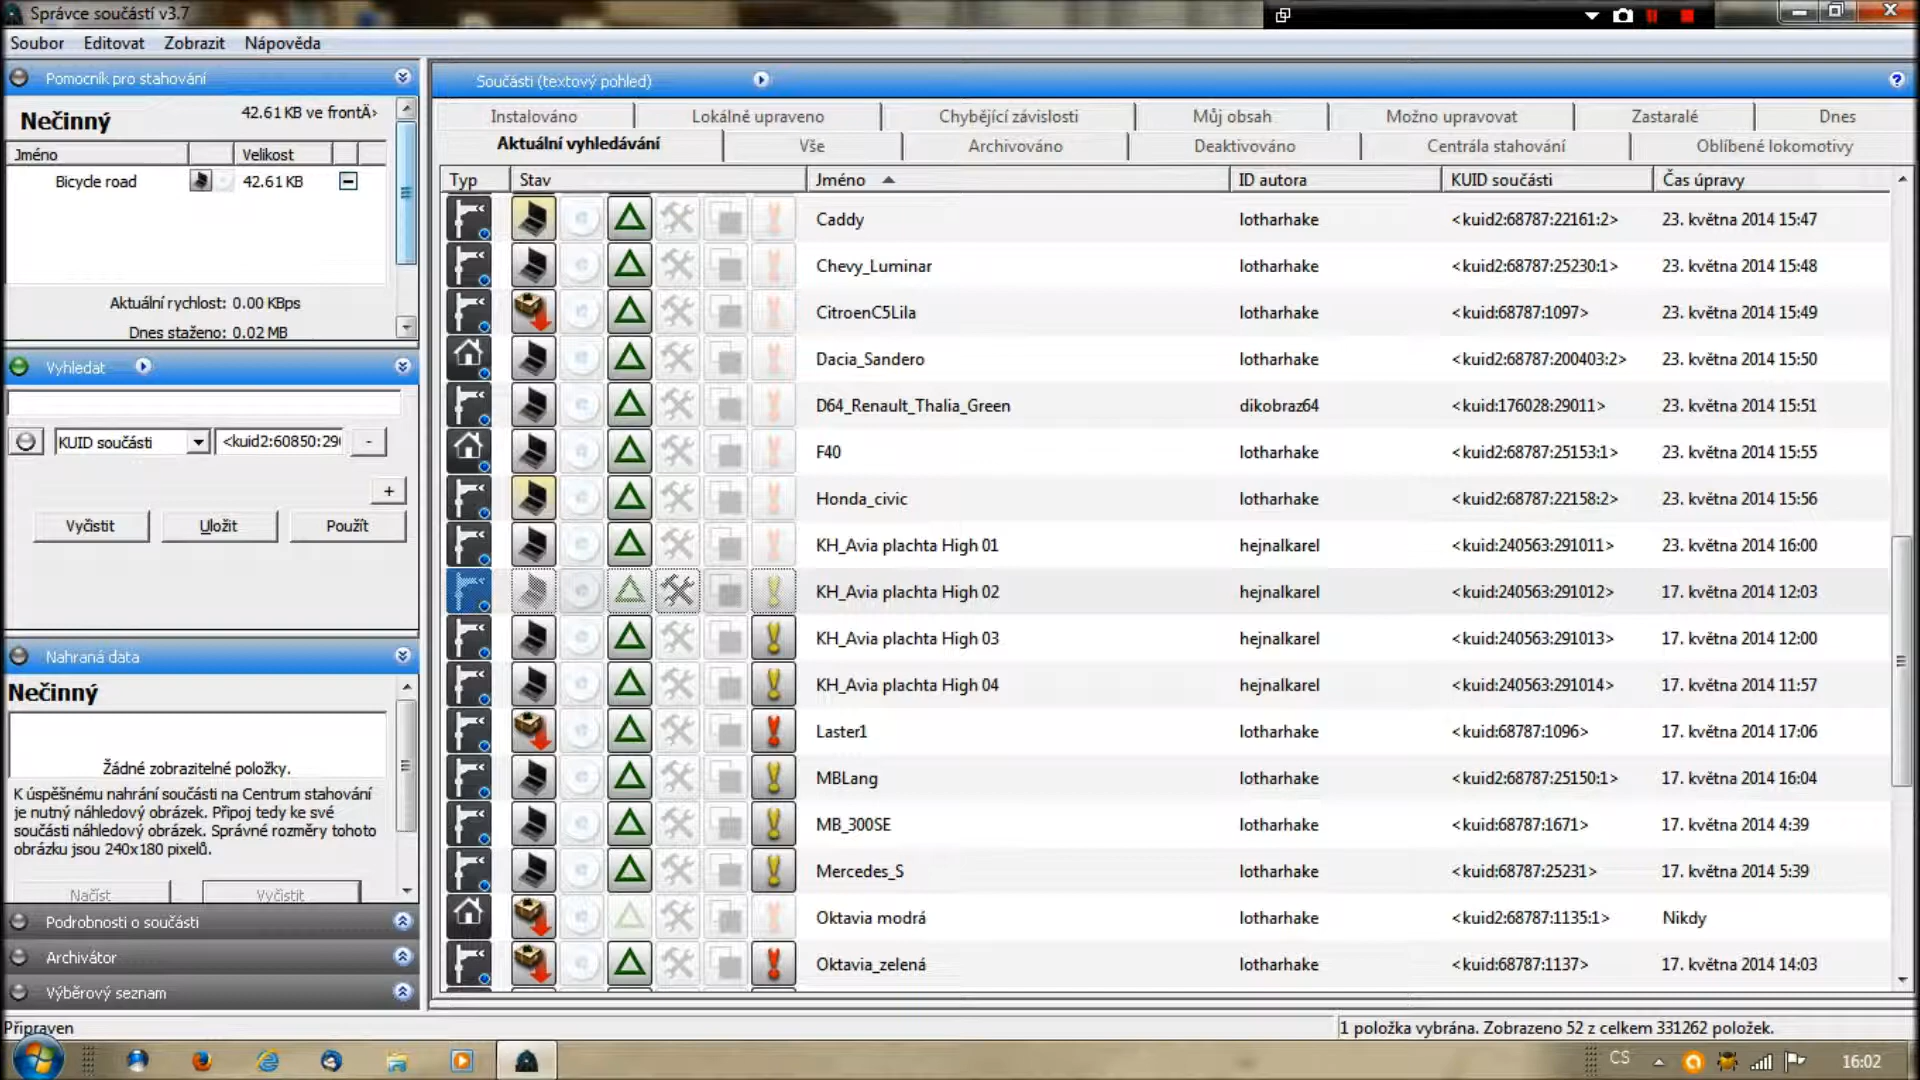 Správce součástí v3.7
Soubor Editovat Zobrazit Nápověda
Pomocník pro stahování
Nečinný 42.61 KB ve frontÄ›
Jméno Velikost
Bicycle road 42.61 KB
Aktuální rychlost: 0.00 KBps
Dnes staženo: 0.02 MB
Vyhledat
KUID součásti <kuid2:60850:29 -
+
Vyčistit Uložit Použít
Nahraná data
Nečinný
Žádné zobrazitelné položky.
K úspěšnému nahrání součásti na Centrum stahování
je nutný náhledový obrázek. Připoj tedy ke své
součásti náhledový obrázek. Správné rozměry tohoto
obrázku jsou 240x180 pixelů.
Načíst Vyčistit
Podrobnosti o součásti
Archivátor
Výběrový seznam
Součásti (textový pohled)
Instalováno Lokálně upraveno Chybějící závislosti Můj obsah Možno upravovat Zastaralé Dnes
Aktuální vyhledávání Vše Archivováno Deaktivováno Centrála stahování Oblíbené lokomotivy
Typ Stav Jméno ID autora KUID součásti Čas úpravy
Caddy lotharhake <kuid2:68787:22161:2> 23. května 2014 15:47
Chevy_Luminar lotharhake <kuid2:68787:25230:1> 23. května 2014 15:48
CitroenC5Lila lotharhake <kuid:68787:1097> 23. května 2014 15:49
Dacia_Sandero lotharhake <kuid2:68787:200403:2> 23. května 2014 15:50
D64_Renault_Thalia_Green dikobraz64 <kuid:176028:29011> 23. května 2014 15:51
F40 lotharhake <kuid2:68787:25153:1> 23. května 2014 15:55
Honda_civic lotharhake <kuid2:68787:22158:2> 23. května 2014 15:56
KH_Avia plachta High 01 hejnalkarel <kuid:240563:291011> 23. května 2014 16:00
KH_Avia plachta High 02 hejnalkarel <kuid:240563:291012> 17. května 2014 12:03
KH_Avia plachta High 03 hejnalkarel <kuid:240563:291013> 17. května 2014 12:00
KH_Avia plachta High 04 hejnalkarel <kuid:240563:291014> 17. května 2014 11:57
Laster1 lotharhake <kuid:68787:1096> 17. května 2014 17:06
MBLang lotharhake <kuid2:68787:25150:1> 17. května 2014 16:04
MB_300SE lotharhake <kuid:68787:1671> 17. května 2014 4:39
Mercedes_S lotharhake <kuid:68787:25231> 17. května 2014 5:39
Oktavia modrá lotharhake <kuid2:68787:1135:1> Nikdy
Oktavia_zelená lotharhake <kuid:68787:1137> 17. května 2014 14:03
Připraven 1 položka vybrána. Zobrazeno 52 z celkem 331262 položek.
CS 16:02